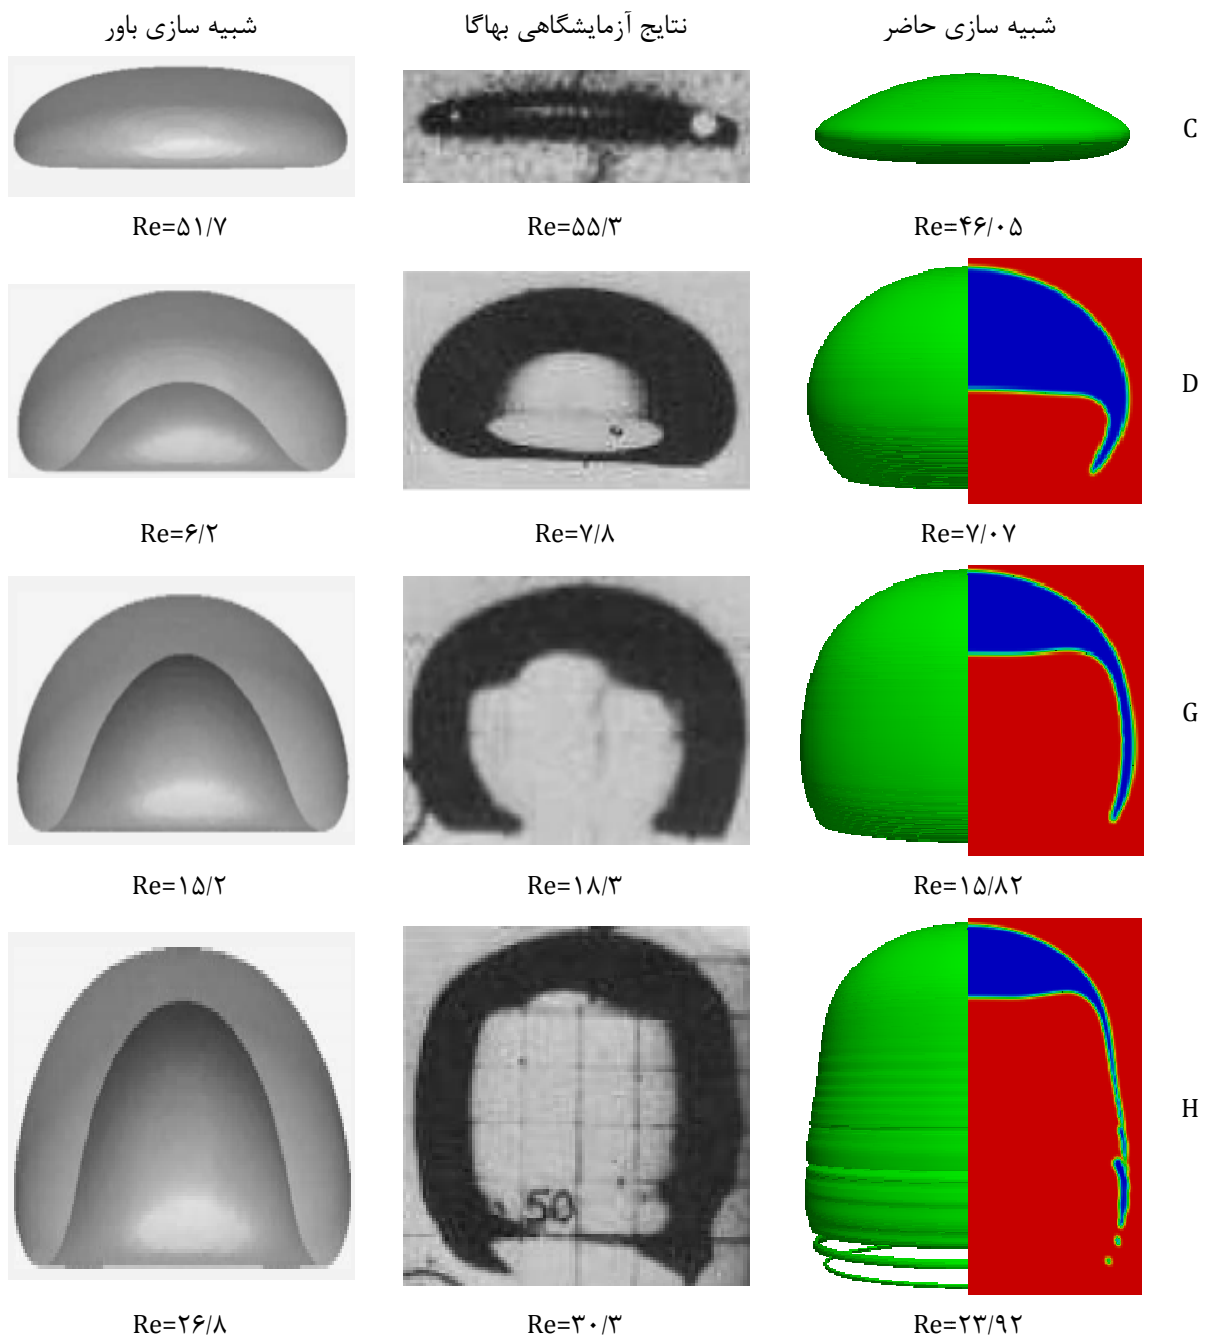 شبیه سازی حاضر
نتایج آزمایشگاهی بهاگا
شبیه سازی باور
C
Re=۴۶/۰۵
Re=۵۵/۳
Re=۵۱/۷
D
Re=۷/۰۷
Re=۷/۸
Re=۶/۲
G
Re=۱۵/۸۲
Re=۱۸/۳
Re=۱۵/۲
50
H
Re=۲۳/۹۲
Re=۳۰/۳
Re=۲۶/۸